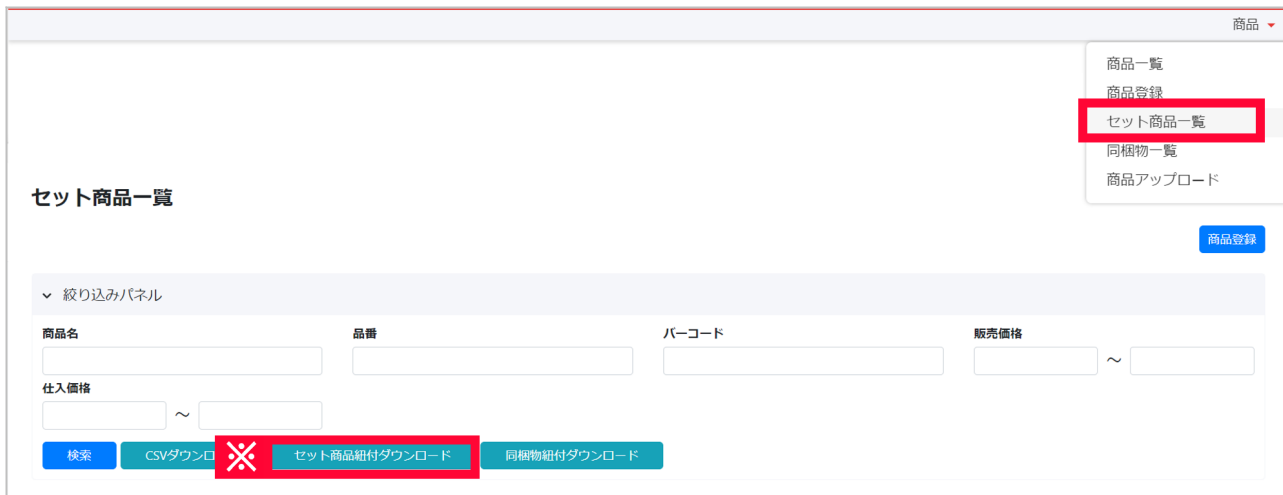 商品
商品一覧
商品登録
セット商品一覧
同梱物一覧
商品アップロード
セット商品一覧
商品登録
絞り込みパネル
商品名 品番 バーコード 販売価格
～
仕入価格
～
検索 CSVダウンロ ※ セット商品紐付ダウンロード 同梱物紐付ダウンロード